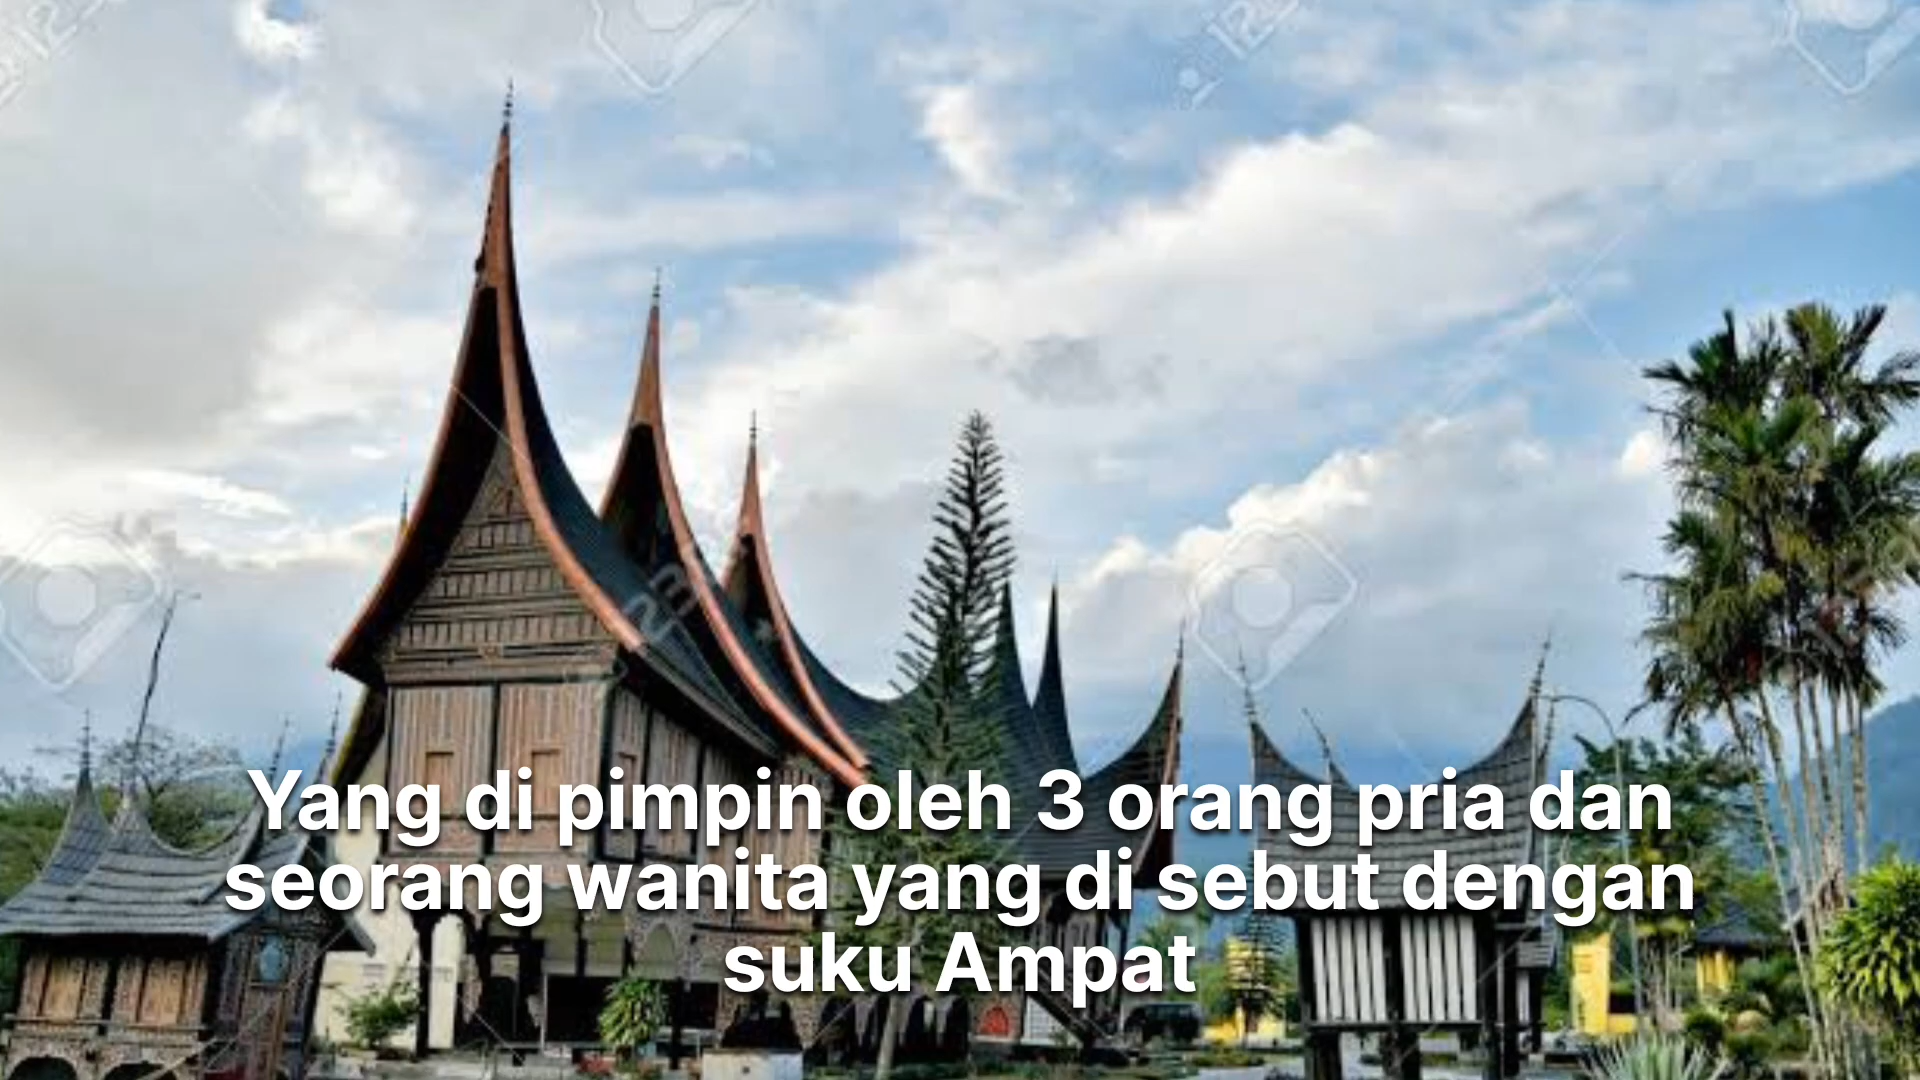 Yang di pimpin oleh 3 orang pria dan
seorang wanita yang di sebut dengan
suku Ampat